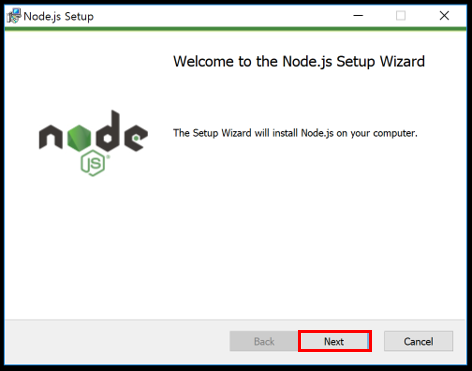 Node.js Setup
Welcome to the Node.js Setup Wizard
The Setup Wizard will install Node.js on your computer.
node
JS
Back
Next
Cancel